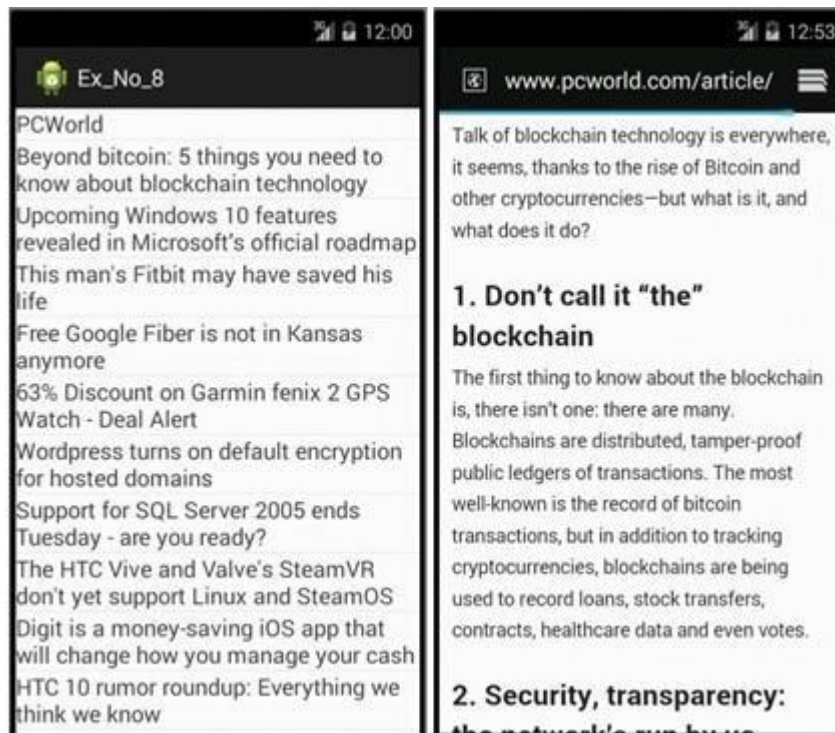 3G 12:00
Ex_No_8
PCWorld
Beyond bitcoin: 5 things you need to
know about blockchain technology
Upcoming Windows 10 features
revealed in Microsoft's official roadmap
This man's Fitbit may have saved his
life
Free Google Fiber is not in Kansas
anymore
63% Discount on Garmin fenix 2 GPS
Watch - Deal Alert
Wordpress turns on default encryption
for hosted domains
Support for SQL Server 2005 ends
Tuesday - are you ready?
The HTC Vive and Valve's SteamVR
don't yet support Linux and SteamOS
Digit is a money-saving iOS app that
will change how you manage your cash
HTC 10 rumor roundup: Everything we
think we know
3G 12:53
www.pcworld.com/article/
Talk of blockchain technology is everywhere,
it seems, thanks to the rise of Bitcoin and
other cryptocurrencies—but what is it, and
what does it do?
1. Don't call it “the”
blockchain
The first thing to know about the blockchain
is, there isn't one: there are many.
Blockchains are distributed, tamper-proof
public ledgers of transactions. The most
well-known is the record of bitcoin
transactions, but in addition to tracking
cryptocurrencies, blockchains are being
used to record loans, stock transfers,
contracts, healthcare data and even votes.
2. Security, transparency:
the network's run by us